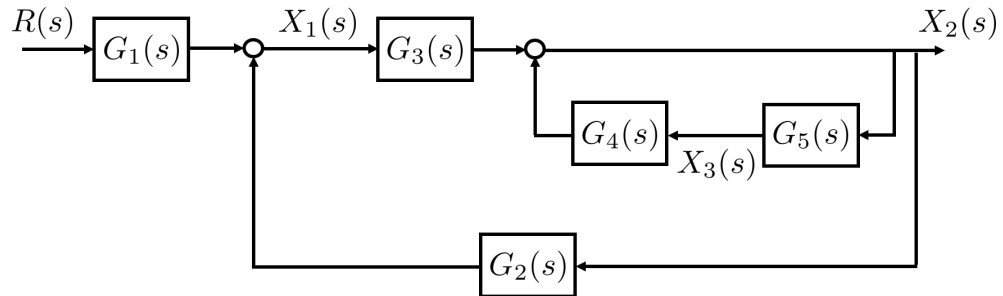 R(s)
G₁(s)
X₁(s)
G₃(s)
X₂(s)
G₄(s)
X₃(s)
G₅(s)
G₂(s)